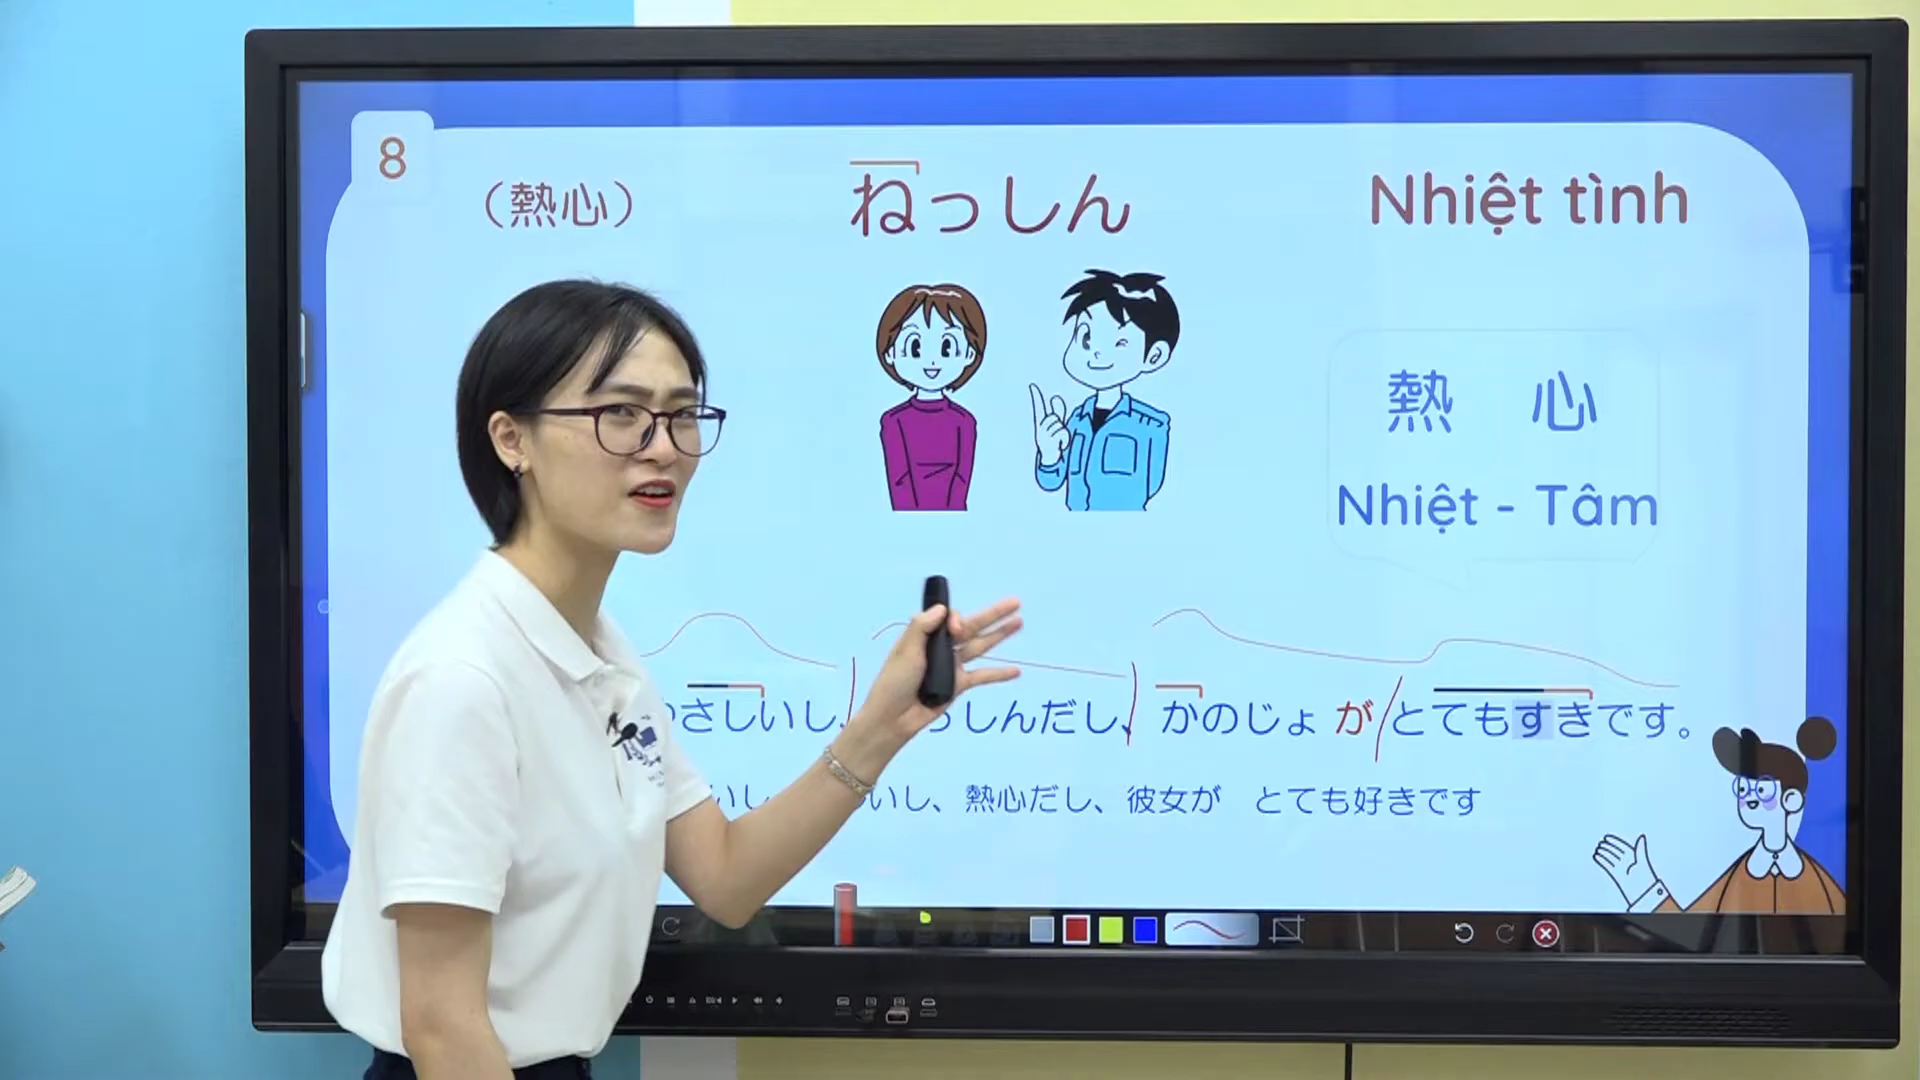 8
(熱心)
ねっしん
Nhiệt tình
熱 心
Nhiệt - Tâm
さしいし、 しんだし、かのじょ が とてもすきです。
いし、熱心だし、彼女が とても好きです